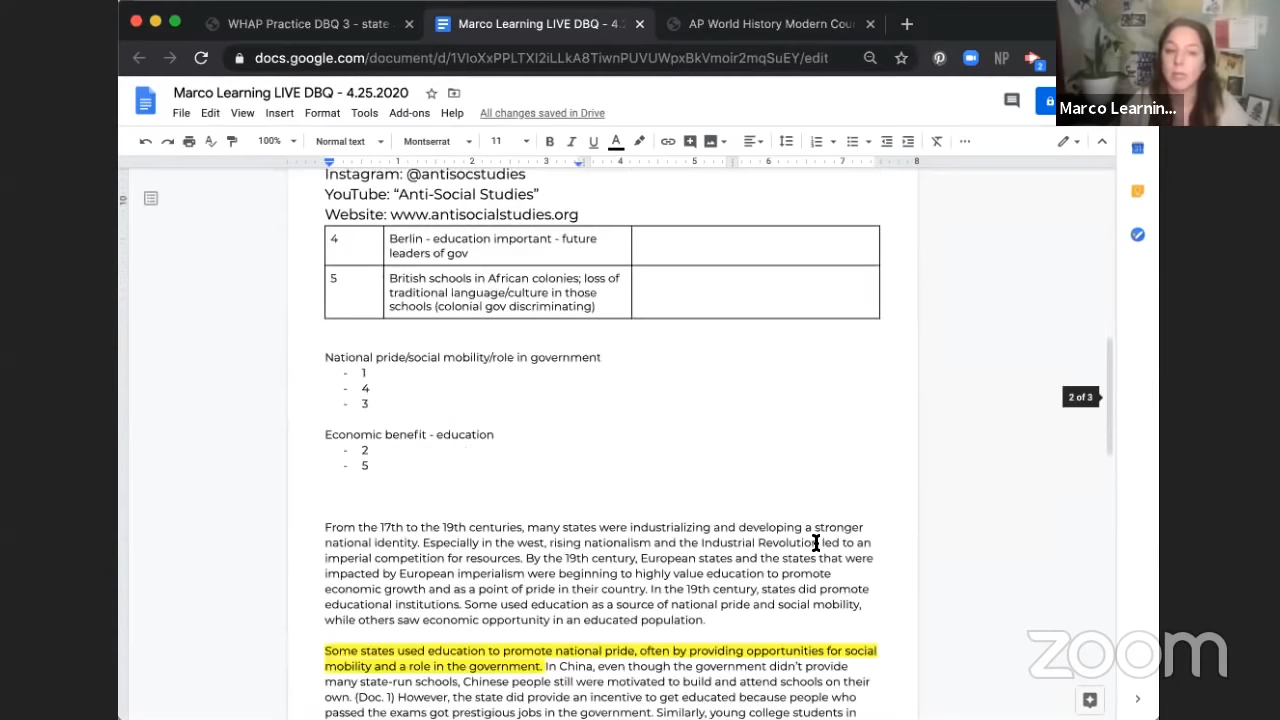 WHAP Practice DBQ 3 - state
Marco Learning LIVE DBQ - 4.2
AP World History Modern Cou
docs.google.com/document/d/1VIoXxPPLTXI2iLLkA8TiwnPUVUWpxBkVmoir2mqSuEY/edit
NP
2
Marco Learnin...
Marco Learning LIVE DBQ - 4.25.2020
File Edit View Insert Format Tools Add-ons Help All changes saved in Drive
100% Normal text Montserrat 11 B I U A
1 2 3 4 5 6 7 8
10
31
Instagram: @antisocstudies
YouTube: “Anti-Social Studies”
Website: www.antisocialstudies.org
4 Berlin - education important - future
leaders of gov
5 British schools in African colonies; loss of
traditional language/culture in those
schools (colonial gov discriminating)
National pride/social mobility/role in government
- 1
- 4
- 3
2 of 3
Economic benefit - education
- 2
- 5
From the 17th to the 19th centuries, many states were industrializing and developing a stronger
national identity. Especially in the west, rising nationalism and the Industrial Revolution led to an
imperial competition for resources. By the 19th century, European states and the states that were
impacted by European imperialism were beginning to highly value education to promote
economic growth and as a point of pride in their country. In the 19th century, states did promote
educational institutions. Some used education as a source of national pride and social mobility,
while others saw economic opportunity in an educated population.
Some states used education to promote national pride, often by providing opportunities for social
mobility and a role in the government. In China, even though the government didn’t provide
many state-run schools, Chinese people still were motivated to build and attend schools on their
own. (Doc. 1) However, the state did provide an incentive to get educated because people who
passed the exams got prestigious jobs in the government. Similarly, young college students in
zoom